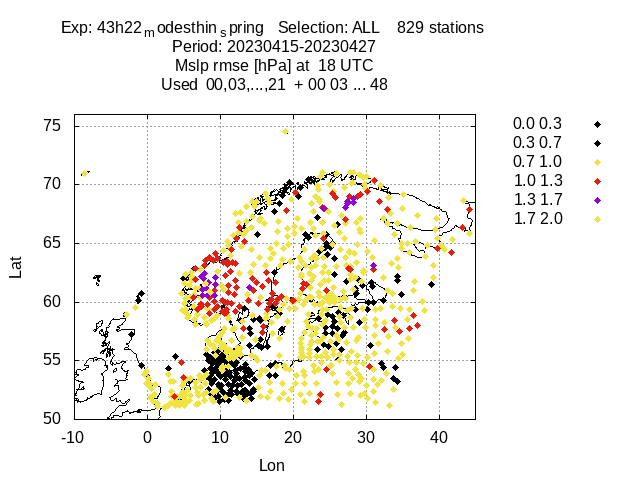 Exp: 43h22modesthinspring   Selection: ALL    829 stations
Period: 20230415-20230427
Mslp rmse [hPa] at  18 UTC
Used  00,03,...,21  + 00 03 ... 48
0.0 0.3
0.3 0.7
0.7 1.0
1.0 1.3
1.3 1.7
1.7 2.0
75
70
65
60
55
50
Lat
-10 0 10 20 30 40
Lon